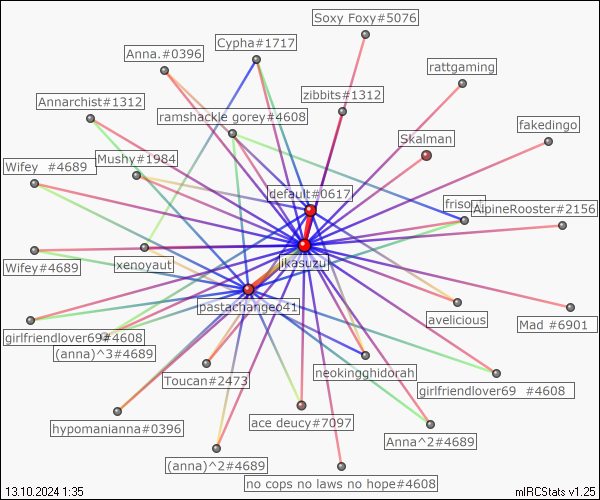 Soxy Foxy#5076
Cypha#1717
Anna.#0396
rattgaming
zibbits#1312
Annarchist#1312
ramshackle gorey#4608
fakedingo
Skalman
Mushy#1984
Wifey  #4689
default#0617
AlpineRooster#2156
jikasuzu
xenoyaut
Wifey#4689
pastachangeo41
avelicious
Mad #6901
girlfriendlover69#4608
(anna)^3#4689
neokingghidorah
Toucan#2473
girlfriendlover69  #4608
hypomanianna#0396
ace deucy#7097
Anna^2#4689
(anna)^2#4689
no cops no laws no hope#4608
13.10.2024 1:35
mIRCStats v1.25